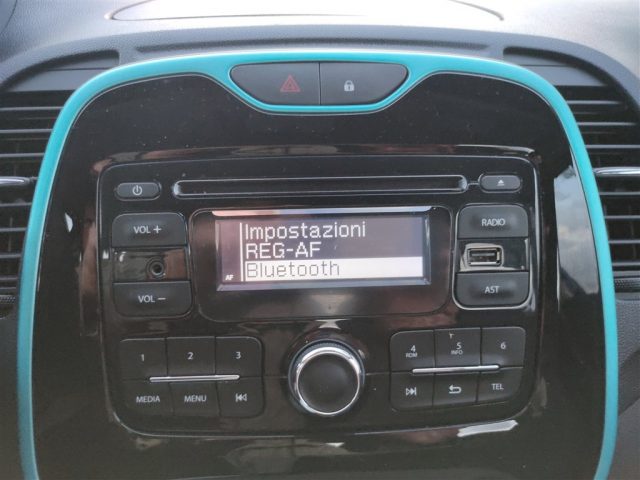 VOL +
VOL −
Impostazioni
REG-AF
Bluetooth
AF
RADIO
AST
1
2
3
MEDIA
MENU
4
RDM
5
INFO
6
TEL